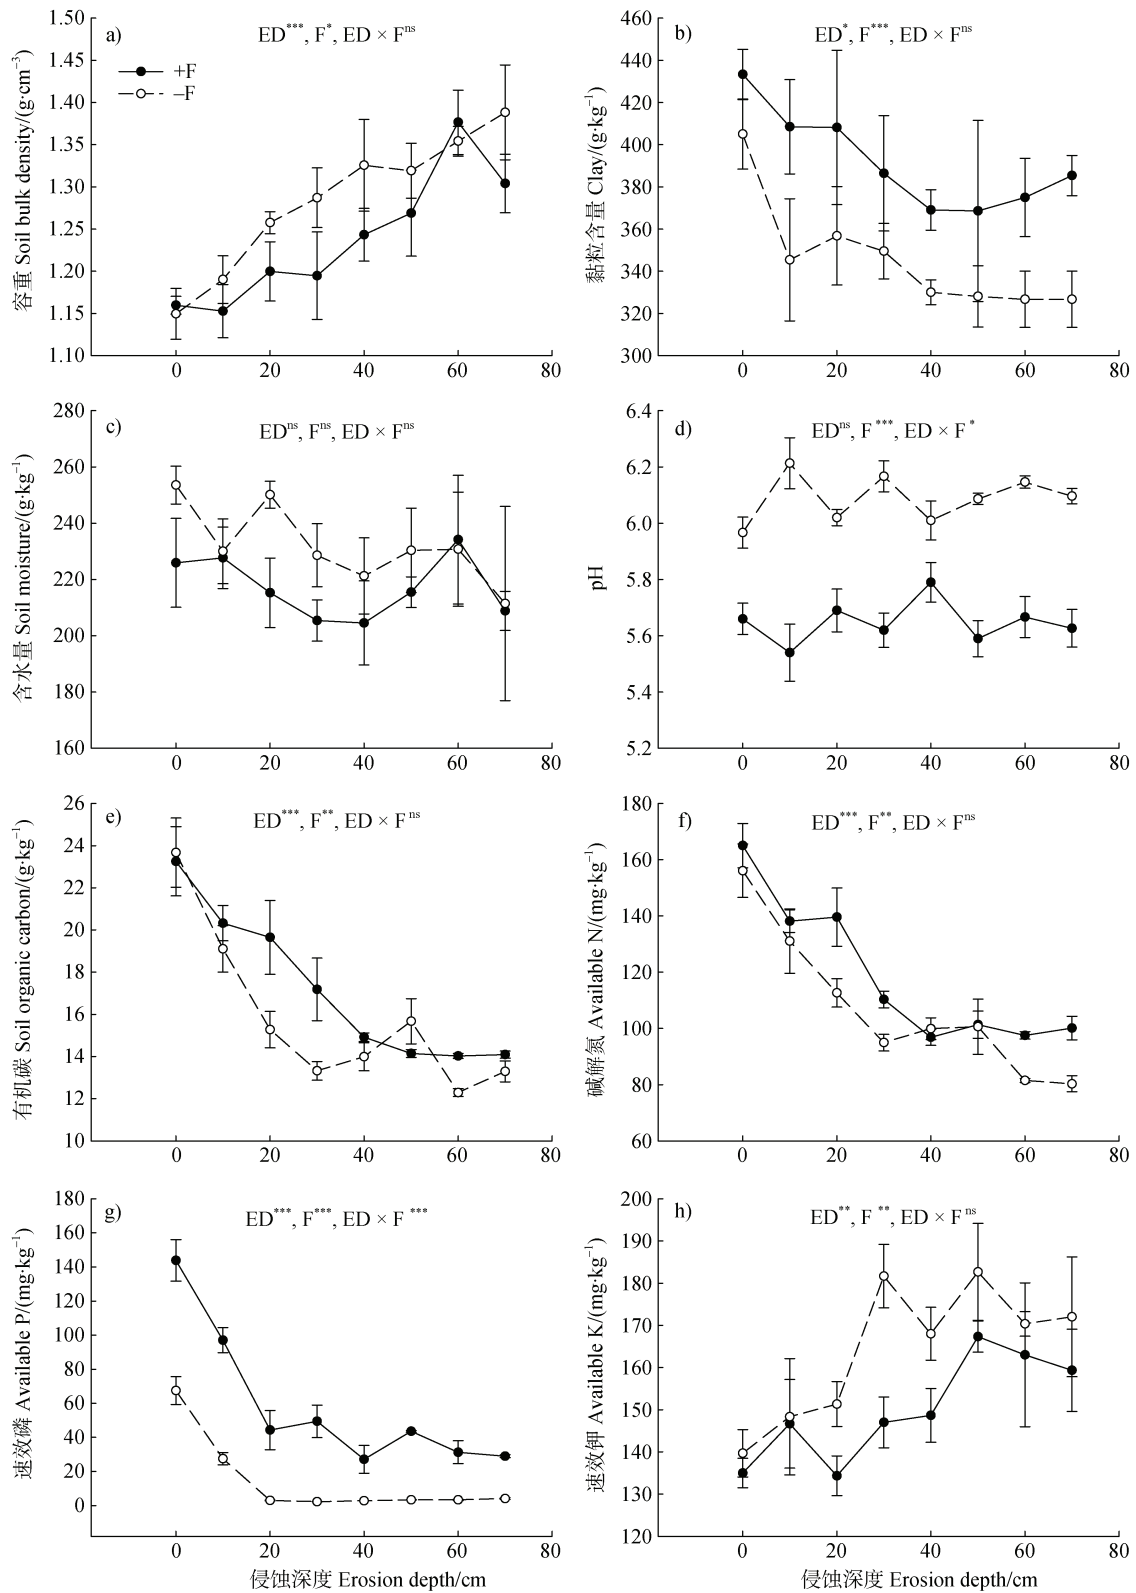 a)
ED***, F*, ED × Fns
+F
–F
容重 Soil bulk density/(g·cm−3)
1.50
1.45
1.40
1.35
1.30
1.25
1.20
1.15
1.10
0 20 40 60 80
b)
ED*, F***, ED × Fns
黏粒含量 Clay/(g·kg−1)
460
440
420
400
380
360
340
320
300
0 20 40 60 80
c)
EDns, Fns, ED × Fns
含水量 Soil moisture/(g·kg−1)
280
260
240
220
200
180
160
0 20 40 60 80
d)
EDns, F***, ED × F*
pH
6.4
6.2
6.0
5.8
5.6
5.4
5.2
0 20 40 60 80
e)
ED***, F**, ED × Fns
有机碳 Soil organic carbon/(g·kg−1)
26
24
22
20
18
16
14
12
10
0 20 40 60 80
f)
ED***, F**, ED × Fns
碱解氮 Available N/(mg·kg−1)
180
160
140
120
100
80
60
0 20 40 60 80
g)
ED***, F***, ED × F***
速效磷 Available P/(mg·kg−1)
180
160
140
120
100
80
60
40
20
0
0 20 40 60 80
侵蚀深度 Erosion depth/cm
h)
ED**, F**, ED × Fns
速效钾 Available K/(mg·kg−1)
200
190
180
170
160
150
140
130
120
0 20 40 60 80
侵蚀深度 Erosion depth/cm